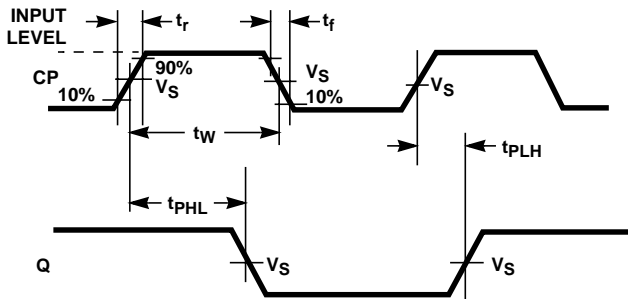 INPUT
LEVEL
tr
tf
CP
90%
VS
VS
10%
10%
VS
tW
tPLH
tPHL
Q
VS
VS